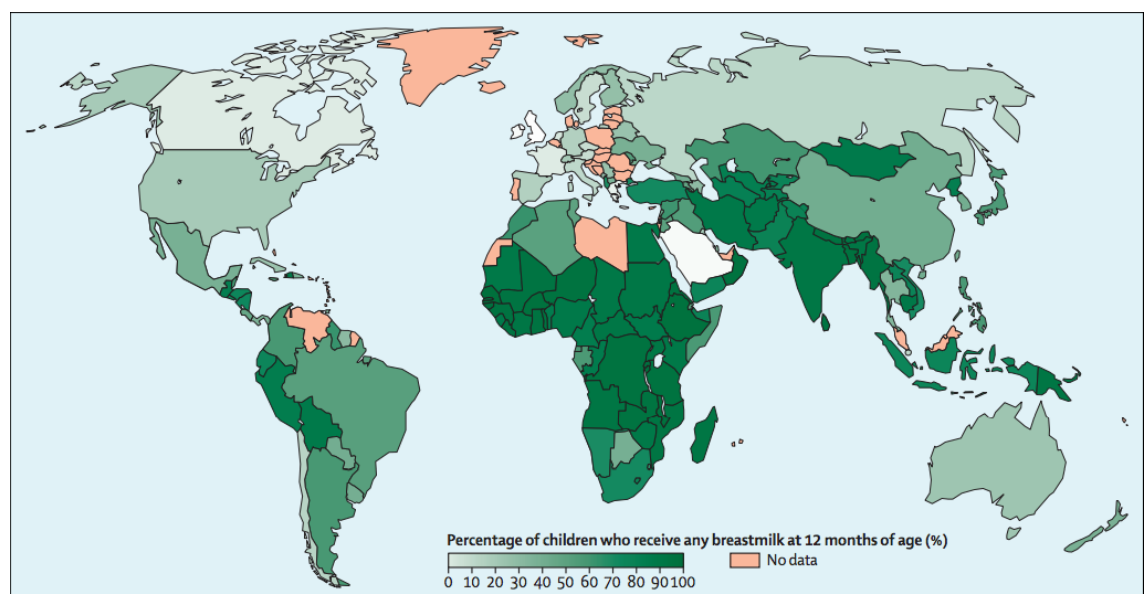 Percentage of children who receive any breastmilk at 12 months of age (%)
No data
0 10 20 30 40 50 60 70 80 90 100